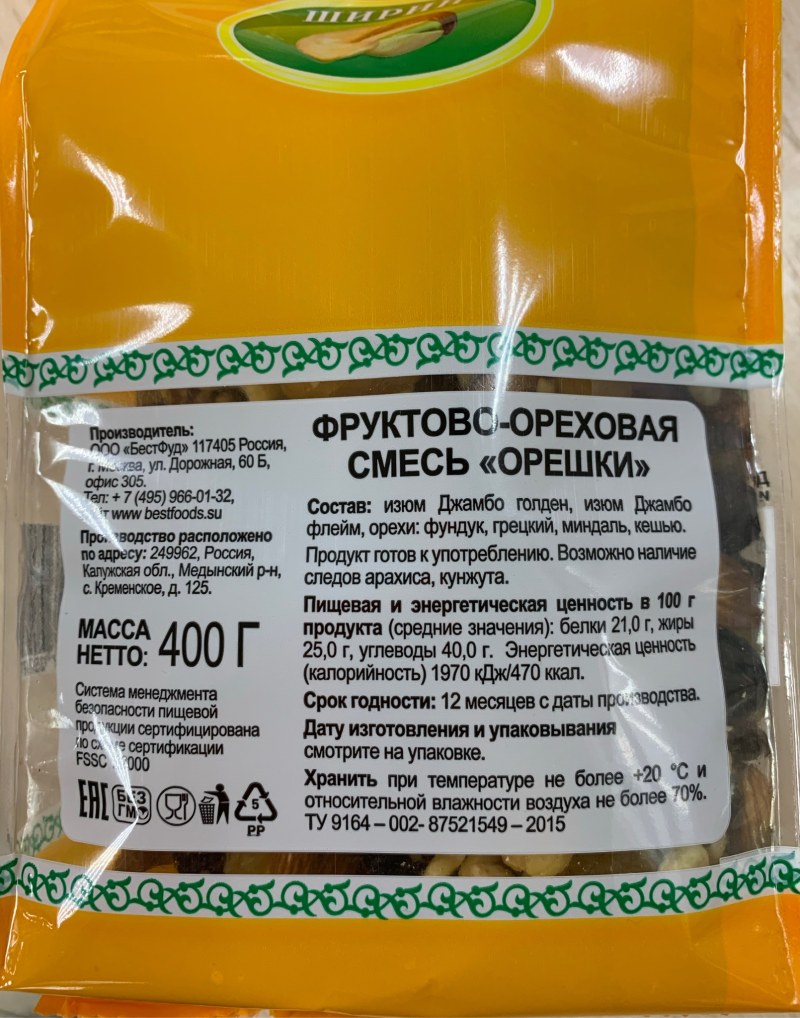 ШИРИН
Производитель:
ООО «БестФуд» 117405 Россия,
г. Москва, ул. Дорожная, 60 Б,
офис 305.
Тел: + 7 (495) 966-01-32,
www bestfoods.su
Производство расположено
по адресу: 249962, Россия,
Калужская обл., Медынский р-н,
с. Кременское, д. 125.
МАССА
НЕТТО: 400 Г
Система менеджмента
безопасности пищевой
продукции сертифицирована
по схеме сертификации
FSSC
EAC
БЕЗ
ГМО
5
PP
ФРУКТОВО-ОРЕХОВАЯ
СМЕСЬ «ОРЕШКИ»
Состав: изюм Джамбо голден, изюм Джамбо
флейм, орехи: фундук, грецкий, миндаль, кешью.
Продукт готов к употреблению. Возможно наличие
следов арахиса, кунжута.
Пищевая и энергетическая ценность в 100 г
продукта (средние значения): белки 21,0 г, жиры
25,0 г, углеводы 40,0 г. Энергетическая ценность
(калорийность) 1970 кДж/470 ккал.
Срок годности: 12 месяцев с даты производства.
Дату изготовления и упаковывания
смотрите на упаковке.
Хранить при температуре не более +20 °С и
относительной влажности воздуха не более 70%.
ТУ 9164 – 002- 87521549 – 2015